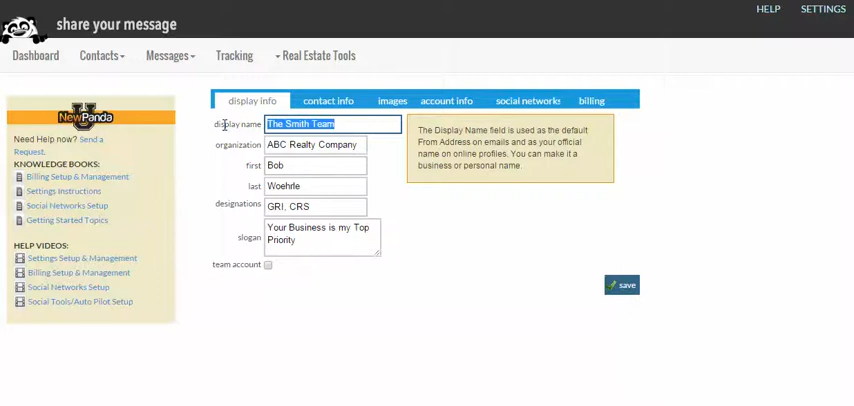 HELP SETTINGS
share your message
Dashboard Contacts Messages Tracking Real Estate Tools
display info contact info images account info social networks billing
U
NewPanda
Need Help now? Send a
Request.
KNOWLEDGE BOOKS:
Billing Setup & Management
Settings Instructions
Social Networks Setup
Getting Started Topics
HELP VIDEOS:
Settings Setup & Management
Billing Setup & Management
Social Networks Setup
Social Tools/Auto Pilot Setup
display name The Smith Team
organization ABC Realty Company
first Bob
last Woehrle
designations GRI, CRS
slogan Your Business is my Top
Priority
team account
The Display Name field is used as the default
From Address on emails and as your official
name on online profiles. You can make it a
business or personal name.
save